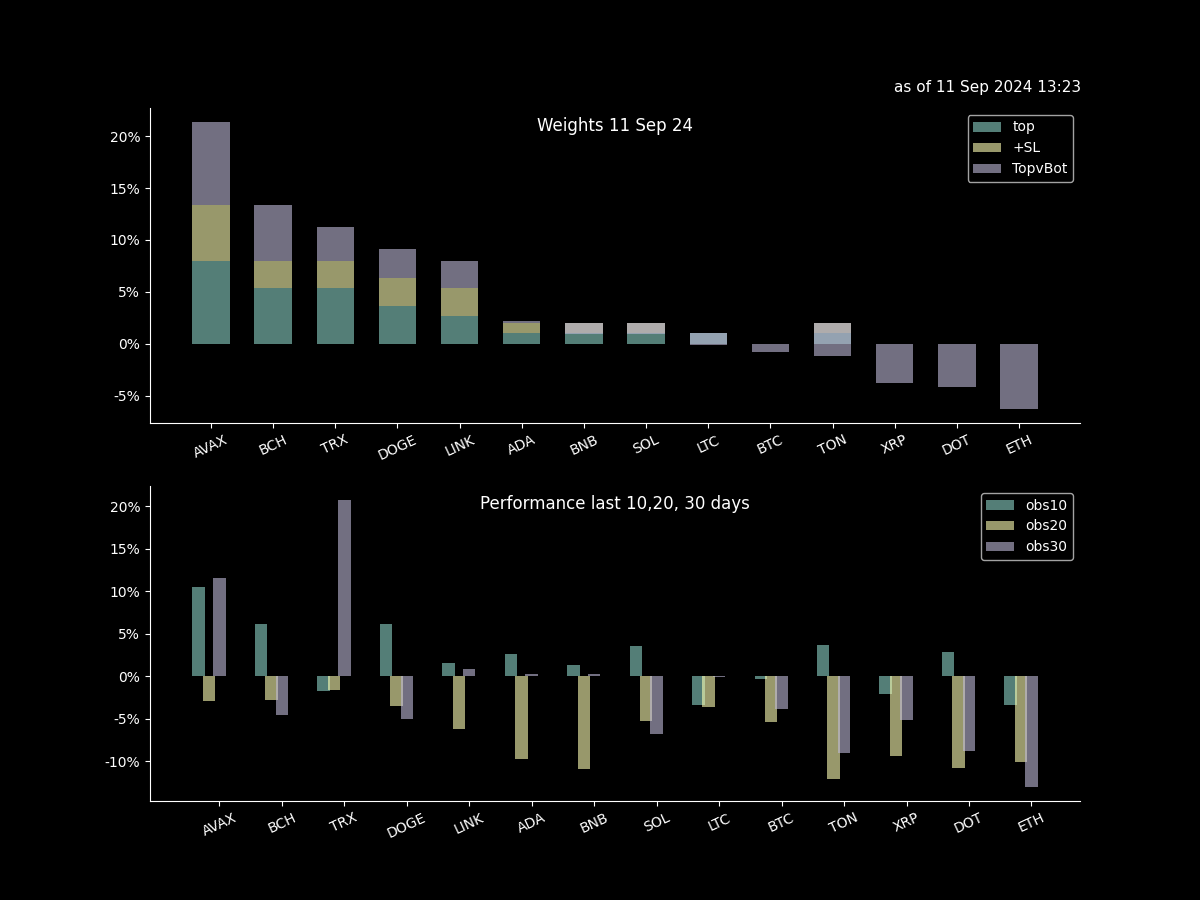 as of 11 Sep 2024 13:23
Weights 11 Sep 24
top
+SL
TopvBot
20%
15%
10%
5%
0%
-5%
AVAX BCH TRX DOGE LINK ADA BNB SOL LTC BTC TON XRP DOT ETH
Performance last 10,20, 30 days
obs10
obs20
obs30
20%
15%
10%
5%
0%
-5%
-10%
AVAX BCH TRX DOGE LINK ADA BNB SOL LTC BTC TON XRP DOT ETH